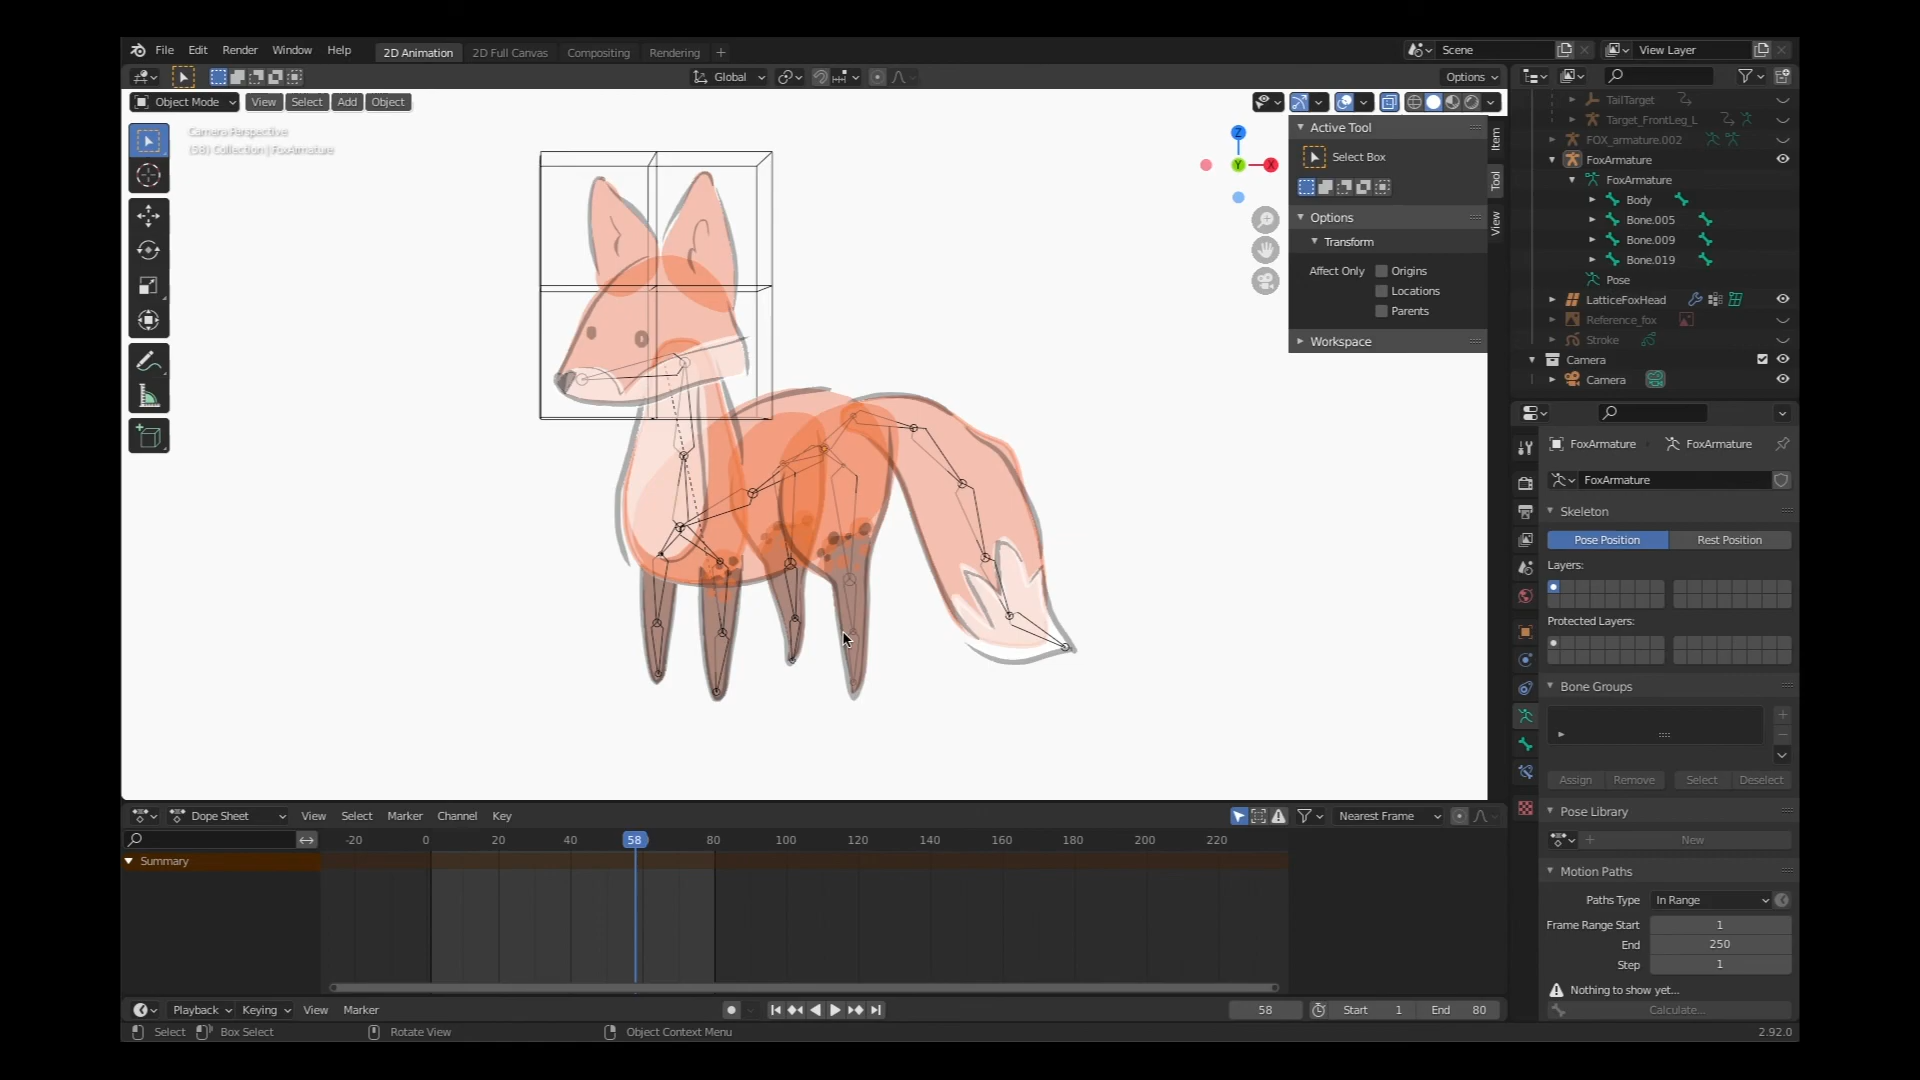 File Edit Render Window Help 2D Animation 2D Full Canvas Compositing Rendering + Scene View Layer
Global Options
Object Mode View Select Add Object
Camera Perspective
(58) Collection | FoxArmature
Active Tool
Select Box
Options
Transform
Affect Only Origins
Locations
Parents
Workspace
Item
Tool
View
Z
Y
X
TailTarget
Target_FrontLeg_L
FOX_armature.002
FoxArmature
FoxArmature
Body
Bone.005
Bone.009
Bone.019
Pose
LatticeFoxHead
Reference_fox
Stroke
Camera
Camera
FoxArmature FoxArmature
FoxArmature
Skeleton
Pose Position Rest Position
Layers:
Protected Layers:
Bone Groups
Assign Remove Select Deselect
Pose Library
New
Motion Paths
Paths Type In Range
Frame Range Start 1
End 250
Step 1
Nothing to show yet...
Calculate...
Dope Sheet View Select Marker Channel Key Nearest Frame
-20 0 20 40 58 80 100 120 140 160 180 200 220
Summary
Playback Keying View Marker 58 Start 1 End 80
Select Box Select Rotate View Object Context Menu 2.92.0